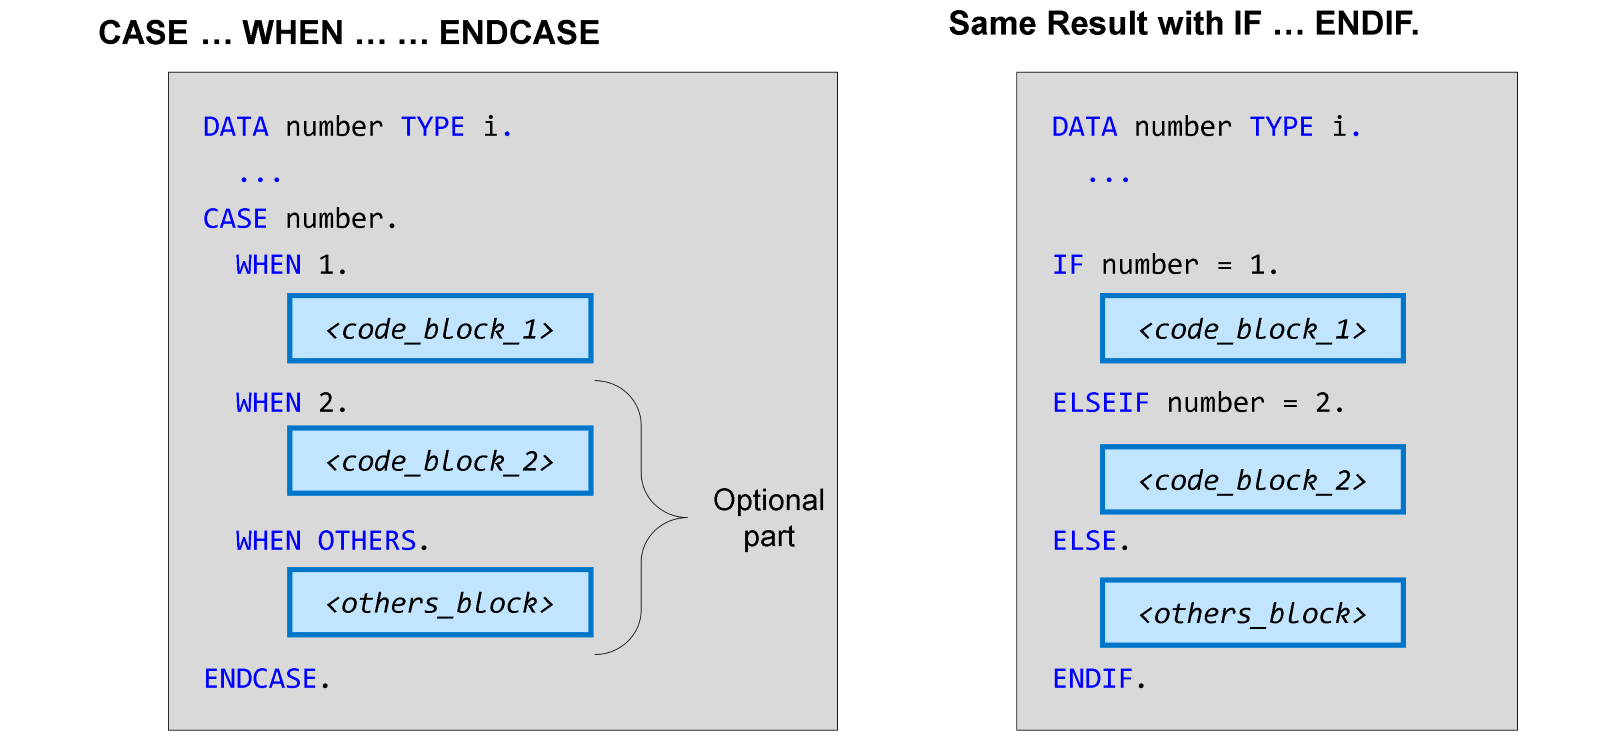 CASE … WHEN … … ENDCASE
DATA number TYPE i.
...
CASE number.
WHEN 1.
<code_block_1>
WHEN 2.
<code_block_2>
WHEN OTHERS.
<others_block>
ENDCASE.
Optional
part
Same Result with IF … ENDIF.
DATA number TYPE i.
...
IF number = 1.
<code_block_1>
ELSEIF number = 2.
<code_block_2>
ELSE.
<others_block>
ENDIF.